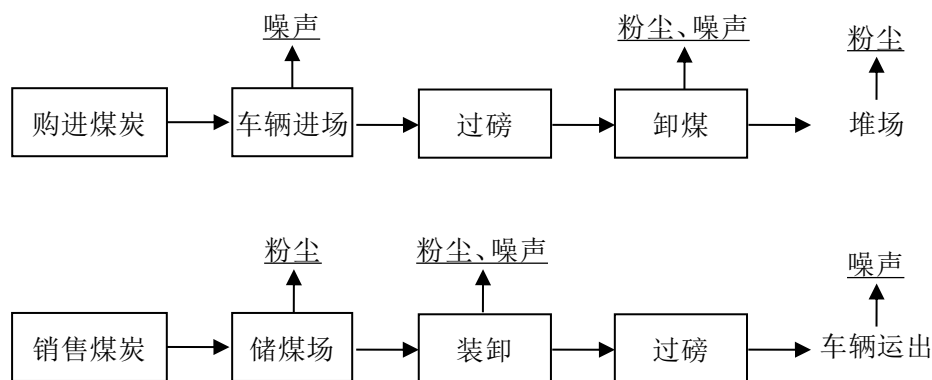 噪声
粉尘、噪声
粉尘
购进煤炭
车辆进场
过磅
卸煤
堆场
粉尘
粉尘、噪声
噪声
销售煤炭
储煤场
装卸
过磅
车辆运出